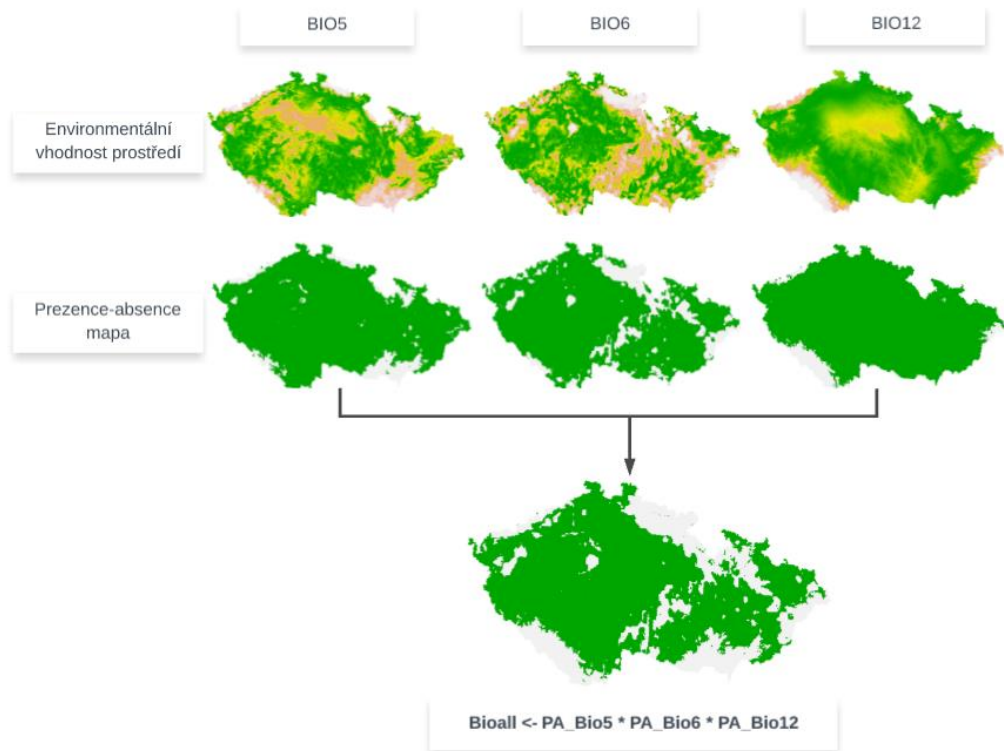 BIO5
BIO6
BIO12
Environmentální
vhodnost prostředí
Prezence-absence
mapa
Bioall <- PA_Bio5 * PA_Bio6 * PA_Bio12